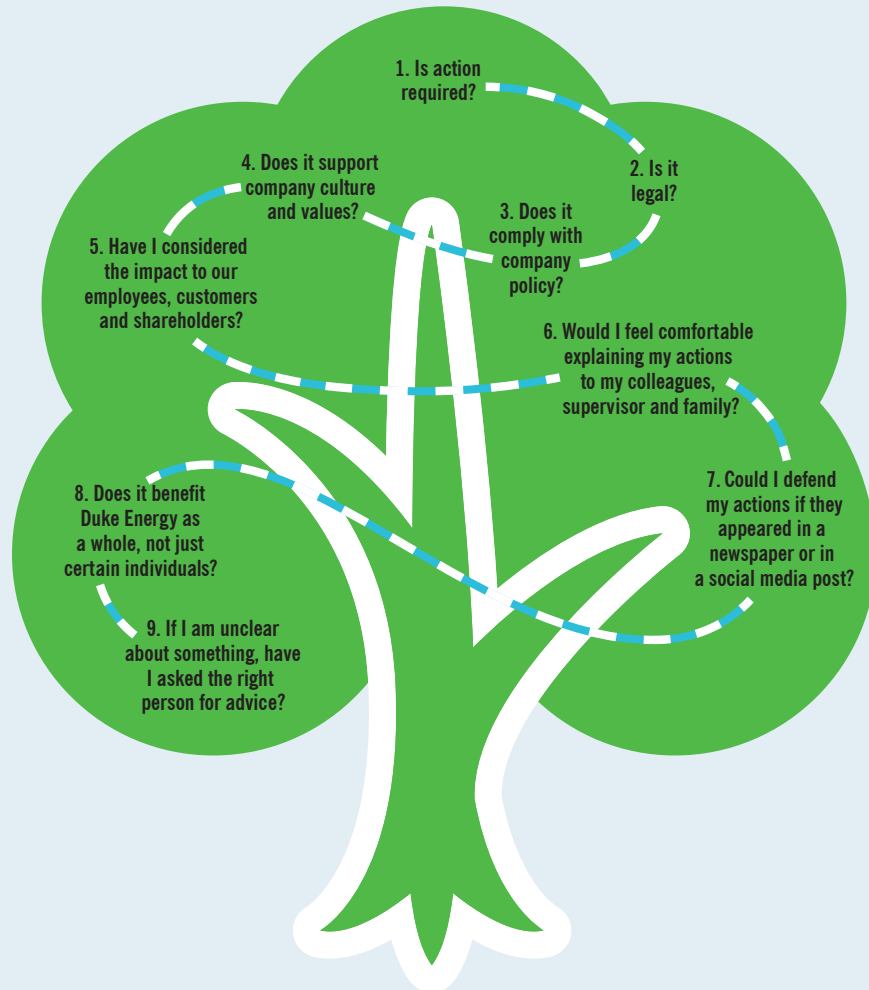 1. Is action
required?
2. Is it
legal?
3. Does it
comply with
company
policy?
4. Does it support
company culture
and values?
5. Have I considered
the impact to our
employees, customers
and shareholders?
6. Would I feel comfortable
explaining my actions
to my colleagues,
supervisor and family?
7. Could I defend
my actions if they
appeared in a
newspaper or in
a social media post?
8. Does it benefit
Duke Energy as
a whole, not just
certain individuals?
9. If I am unclear
about something, have
I asked the right
person for advice?